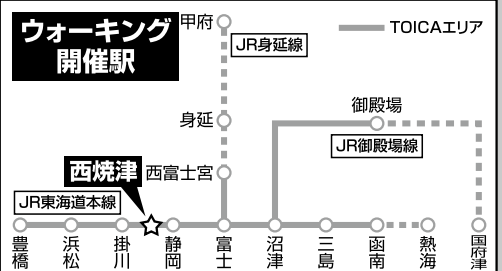 ウォーキング
開催駅
甲府
JR身延線
TOICAエリア
身延
御殿場
JR御殿場線
西焼津
西富士宮
JR東海道本線
豊橋
浜松
掛川
静岡
富士
沼津
三島
函南
熱海
国府津